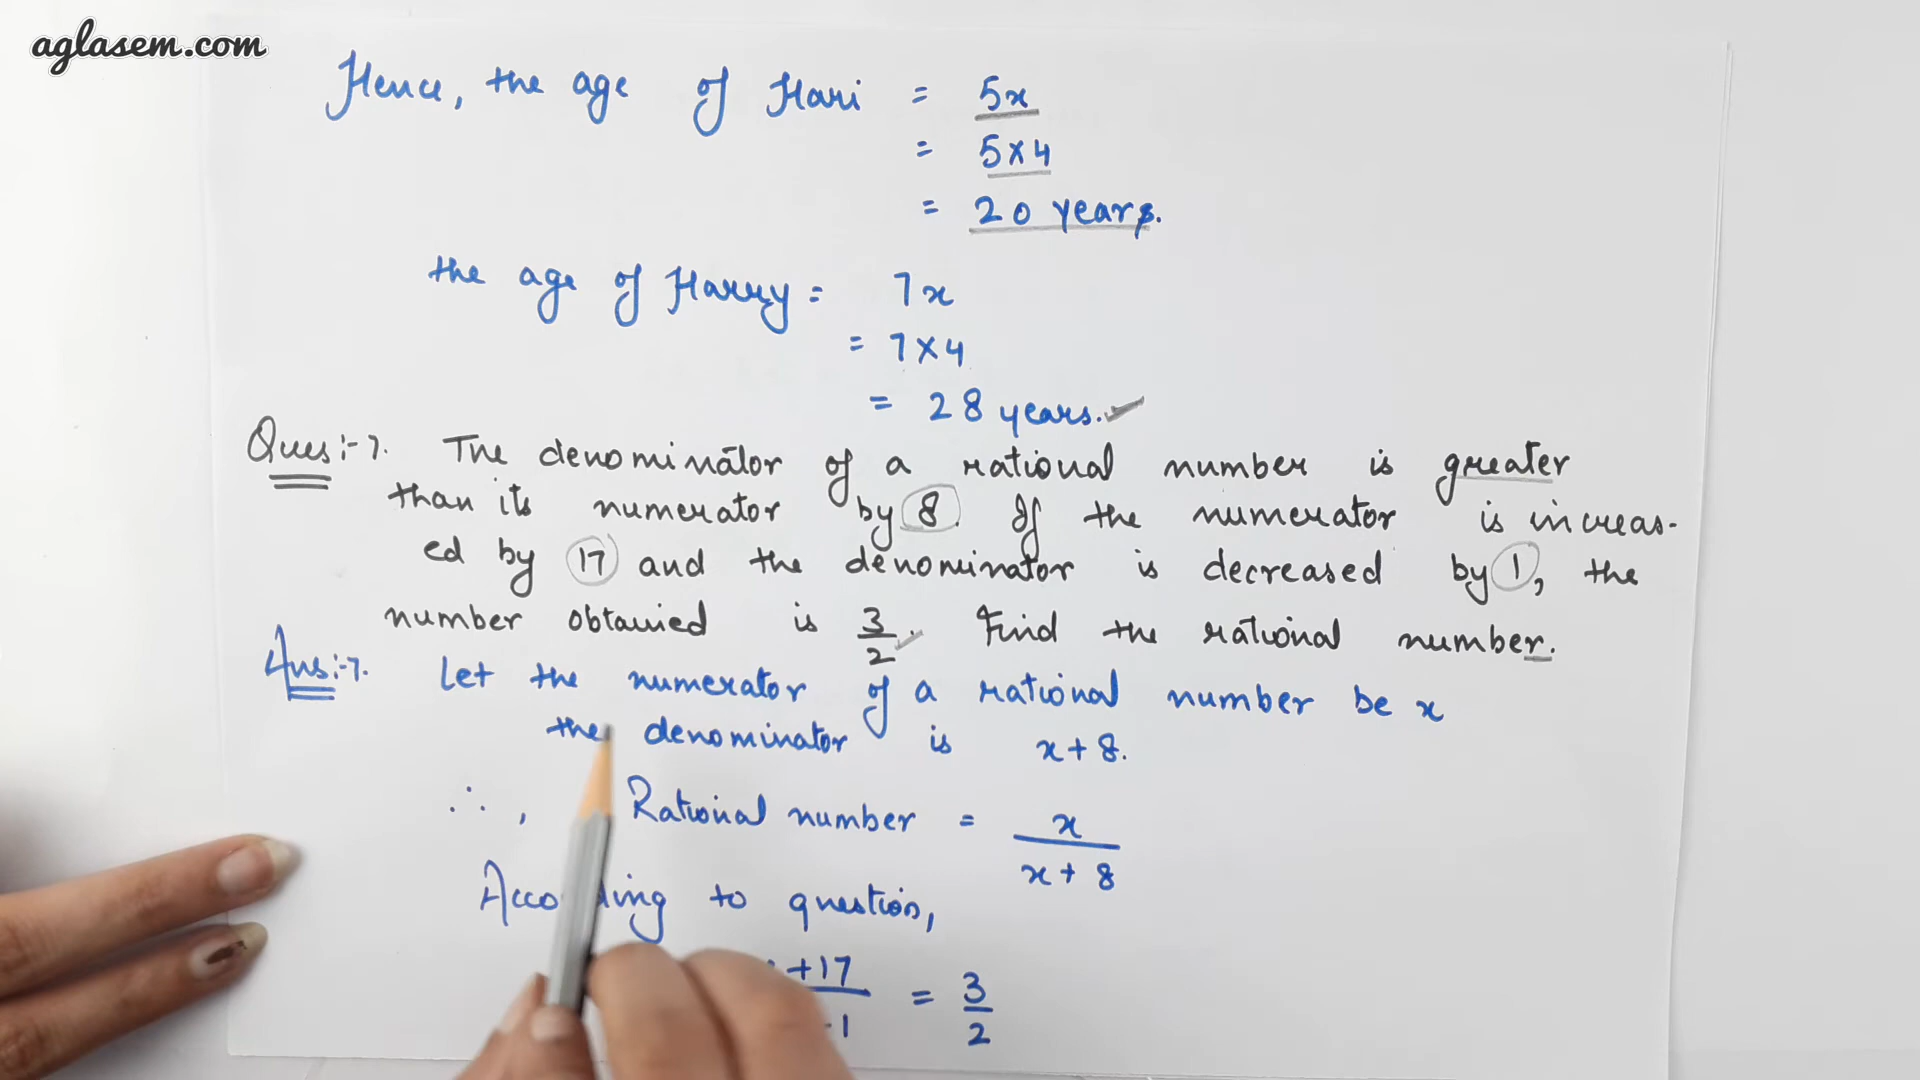 aglasem.com
Hence, the age of Hari = 5x
= 5×4
= 20 years.
the age of Harry = 7x
= 7×4
= 28 years.
Ques:-7. The denominator of a rational number is greater
than its numerator by 8. If the numerator is increas-
ed by 17 and the denominator is decreased by 1, the
number obtained is 3/2. Find the rational number.
Ans:-7. Let the numerator of a rational number be x
the denominator is x+8.
∴, Rational number = x/(x+8)
According to question,
+17
-1
= 3/2